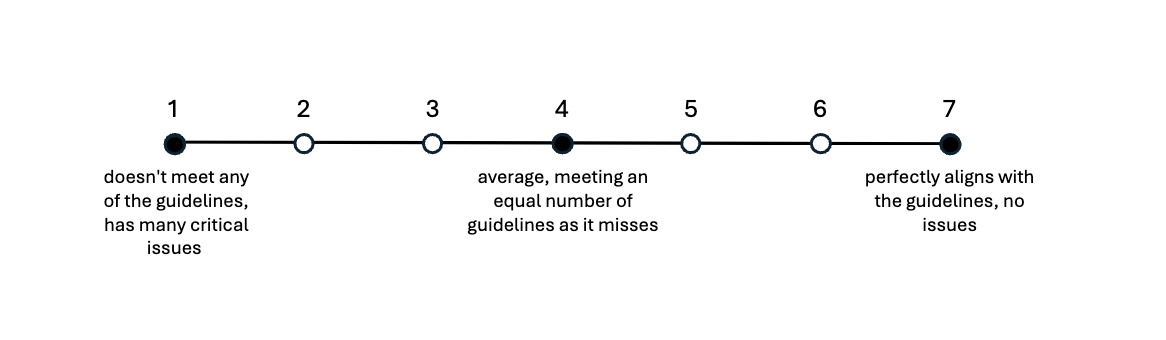 1 2 3 4 5 6 7
doesn't meet any
of the guidelines,
has many critical
issues
average, meeting an
equal number of
guidelines as it misses
perfectly aligns with
the guidelines, no
issues